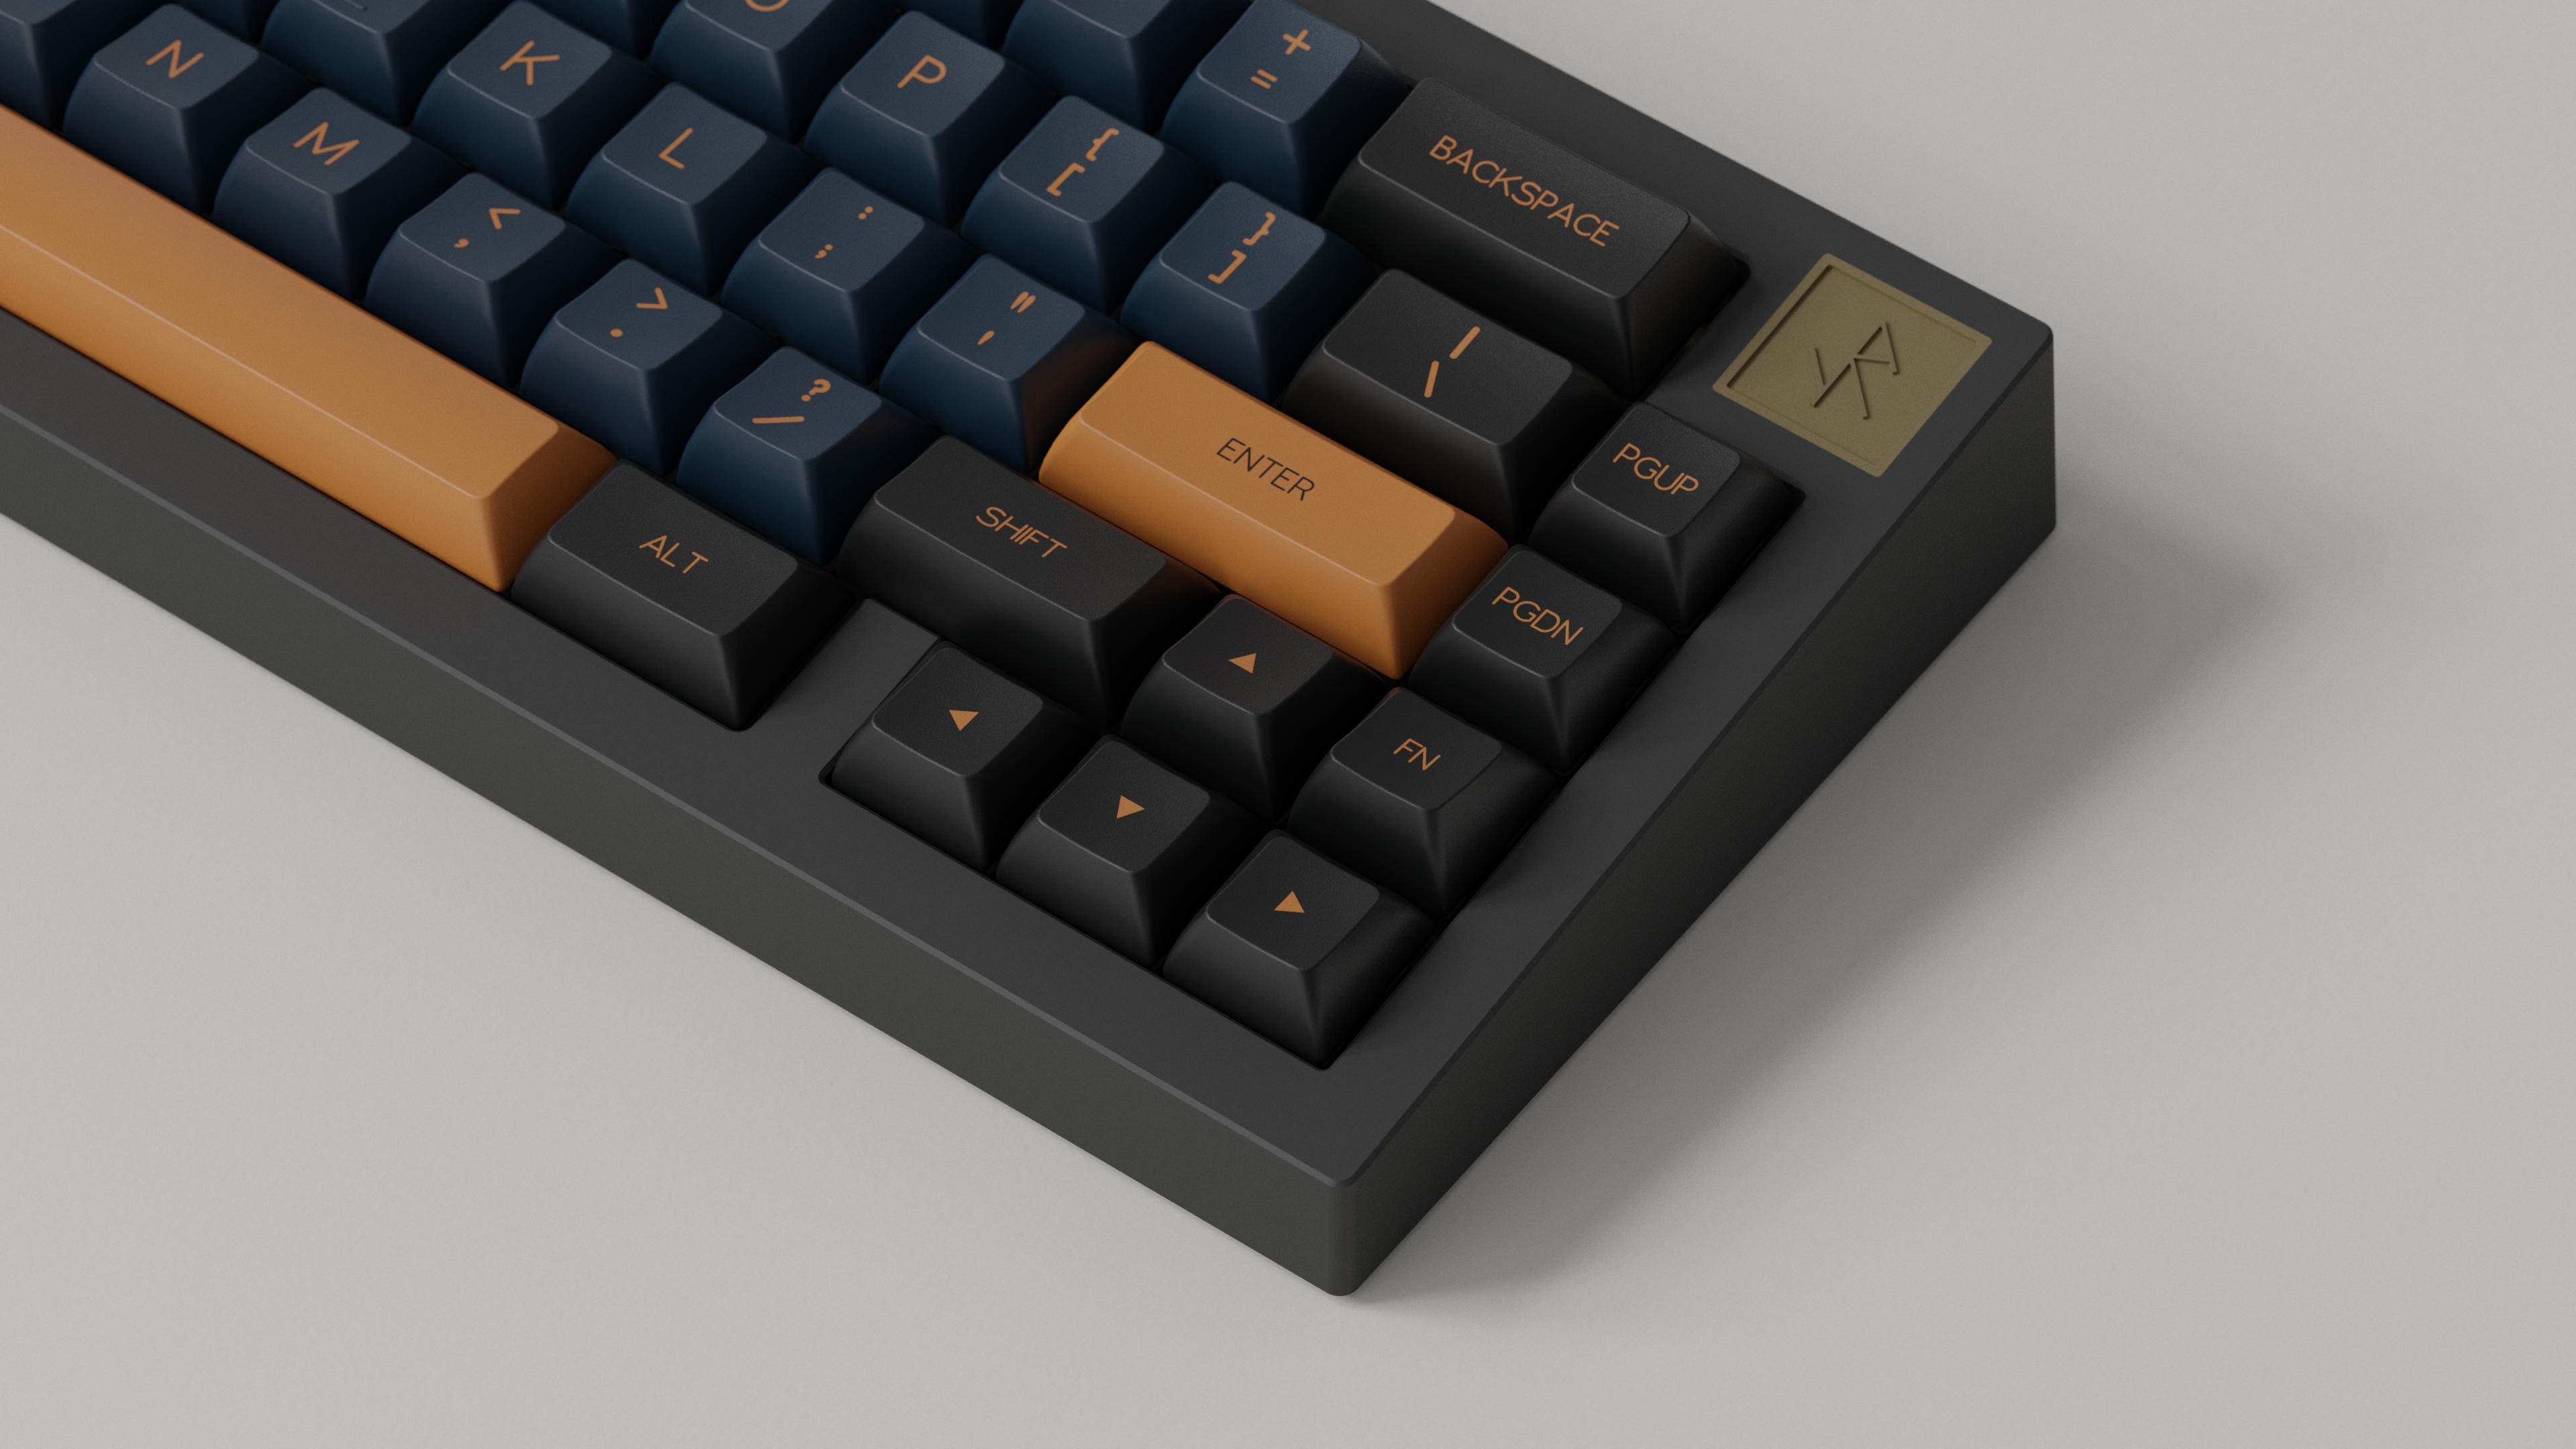 +
=
BACKSPACE
O
P
{
[
}
]
K
L
:
;
"
'
ENTER
PGUP
N
M
<
,
>
.
?
/
SHIFT
PGDN
ALT
▲
FN
◀
▼
▶